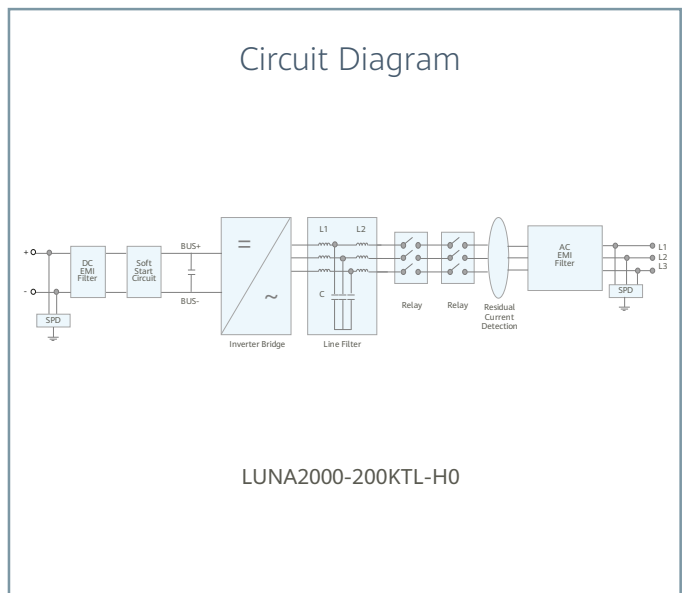 Circuit Diagram
L1
L2
BUS+
+
DC
EMI
Filter
Soft
Start
Circuit
=
AC
EMI
Filter
L1
L2
L3
-
~
C
BUS-
SPD
SPD
Relay
Relay
Residual
Current
Detection
Inverter Bridge
Line Filter
LUNA2000-200KTL-H0